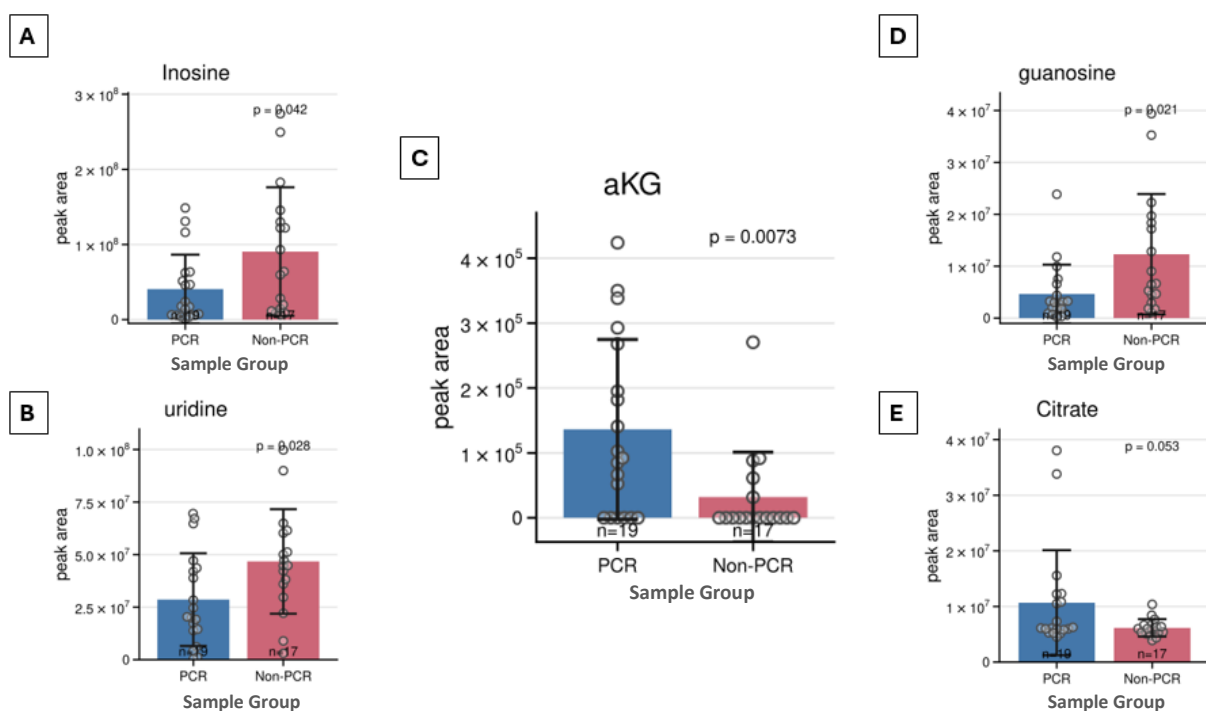 A
Inosine
p = 0.042
3 × 10⁸
2 × 10⁸
1 × 10⁸
0
peak area
n=17
PCR
Non-PCR
Sample Group
B
uridine
p = 0.028
1.0 × 10⁸
7.5 × 10⁷
5.0 × 10⁷
2.5 × 10⁷
0
peak area
n=19
n=17
PCR
Non-PCR
Sample Group
C
aKG
p = 0.0073
4 × 10⁵
3 × 10⁵
2 × 10⁵
1 × 10⁵
0
peak area
n=19
n=17
PCR
Non-PCR
Sample Group
D
guanosine
p = 0.021
4 × 10⁷
3 × 10⁷
2 × 10⁷
1 × 10⁷
0
peak area
n=19
n=17
PCR
Non-PCR
Sample Group
E
Citrate
p = 0.053
4 × 10⁷
3 × 10⁷
2 × 10⁷
1 × 10⁷
0
peak area
n=19
n=17
PCR
Non-PCR
Sample Group